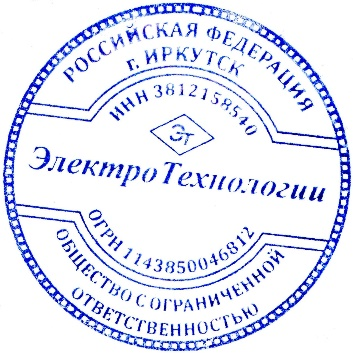 РОССИЙСКАЯ ФЕДЕРАЦИЯ
г. ИРКУТСК
ИНН 3812158540
Эт
ЭлектроТехнологии
ОГРН 1143850046812
ОБЩЕСТВО С ОГРАНИЧЕННОЙ
ОТВЕТСТВЕННОСТЬЮ